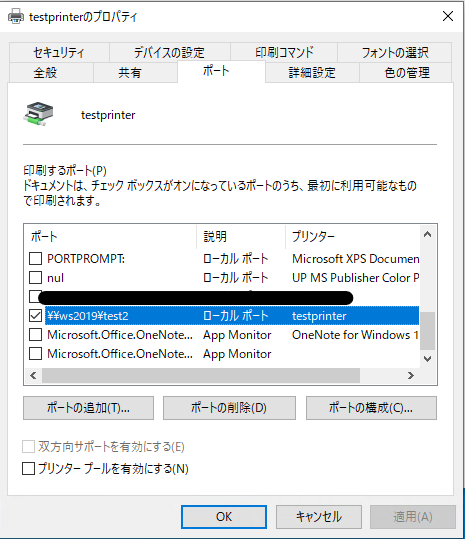 testprinterのプロパティ
セキュリティ デバイスの設定 印刷コマンド フォントの選択
全般 共有 ポート 詳細設定 色の管理
testprinter
印刷するポート(P)
ドキュメントは、チェック ボックスがオンになっているポートのうち、最初に利用可能なもの
で印刷されます。
ポート 説明 プリンター
PORTPROMPT: ローカル ポート Microsoft XPS Documen
nul ローカル ポート UP MS Publisher Color P
¥¥ws2019¥test2 ローカル ポート testprinter
Microsoft.Office.OneNote... App Monitor OneNote for Windows 1
Microsoft.Office.OneNote... App Monitor
ポートの追加(T)... ポートの削除(D) ポートの構成(C)...
双方向サポートを有効にする(E)
プリンター プールを有効にする(N)
OK キャンセル 適用(A)